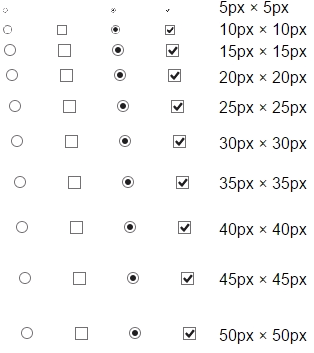 5px × 5px
10px × 10px
15px × 15px
20px × 20px
25px × 25px
30px × 30px
35px × 35px
40px × 40px
45px × 45px
50px × 50px